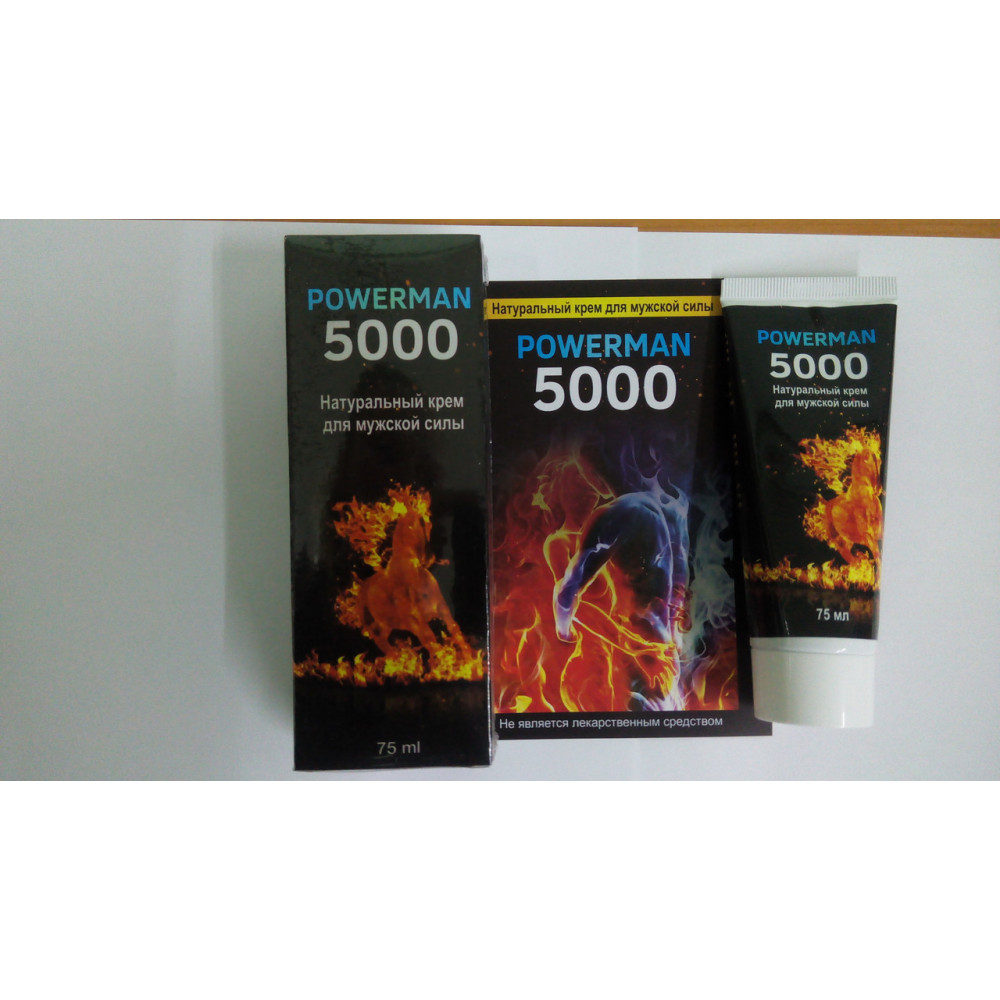 POWERMAN
5000
Натуральный крем
для мужской силы
75 ml
Натуральный крем для мужской силы
POWERMAN
5000
Не является лекарственным средством
POWERMAN
5000
Натуральный крем
для мужской силы
75 мл